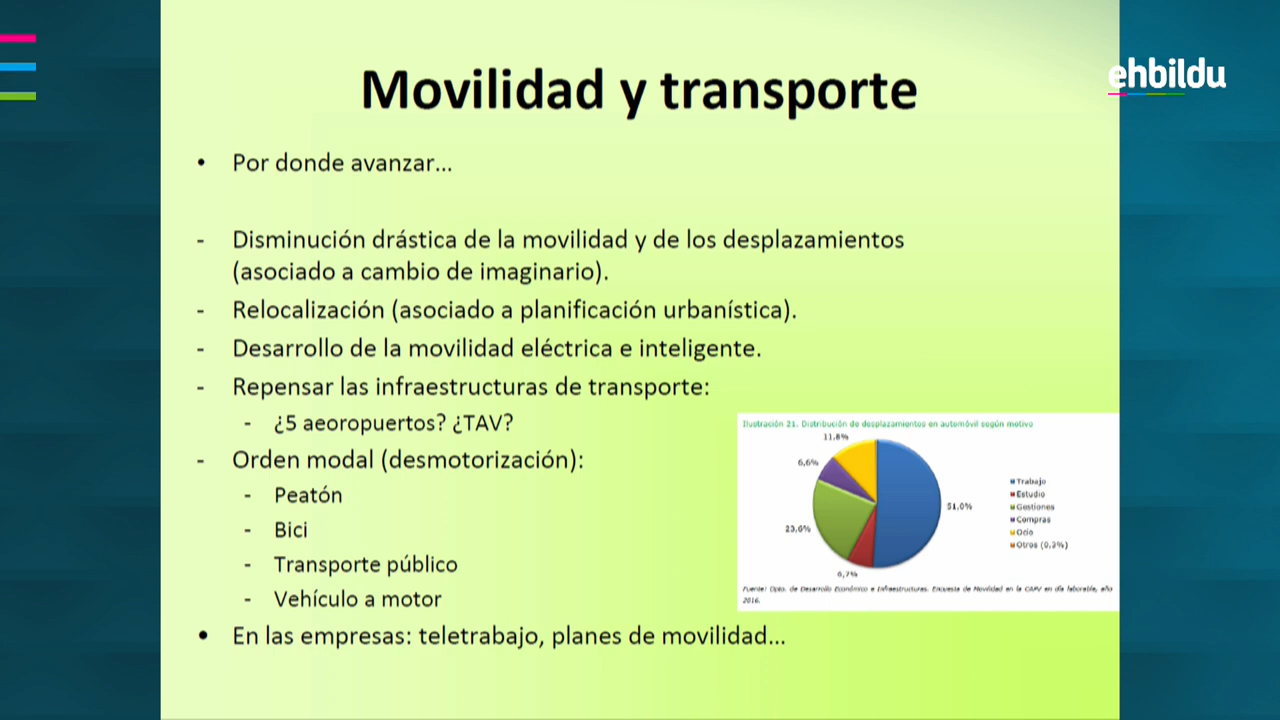 Movilidad y transporte
ehbildu
• Por donde avanzar...
- Disminución drástica de la movilidad y de los desplazamientos
(asociado a cambio de imaginario).
- Relocalización (asociado a planificación urbanística).
- Desarrollo de la movilidad eléctrica e inteligente.
- Repensar las infraestructuras de transporte:
- ¿5 aeoropuertos? ¿TAV?
- Orden modal (desmotorización):
- Peatón
- Bici
- Transporte público
- Vehículo a motor
• En las empresas: teletrabajo, planes de movilidad...
Ilustración 21. Distribución de desplazamientos en automóvil según motivo
11,8%
6,6%
51,0%
23,6%
6,7%
Trabajo
Estudio
Gestiones
Compras
Ocio
Otros (0,3%)
Fuente: Dpto. de Desarrollo Económico e Infraestructuras. Encuesta de Movilidad en la CAPV en día laborable, año
2016.